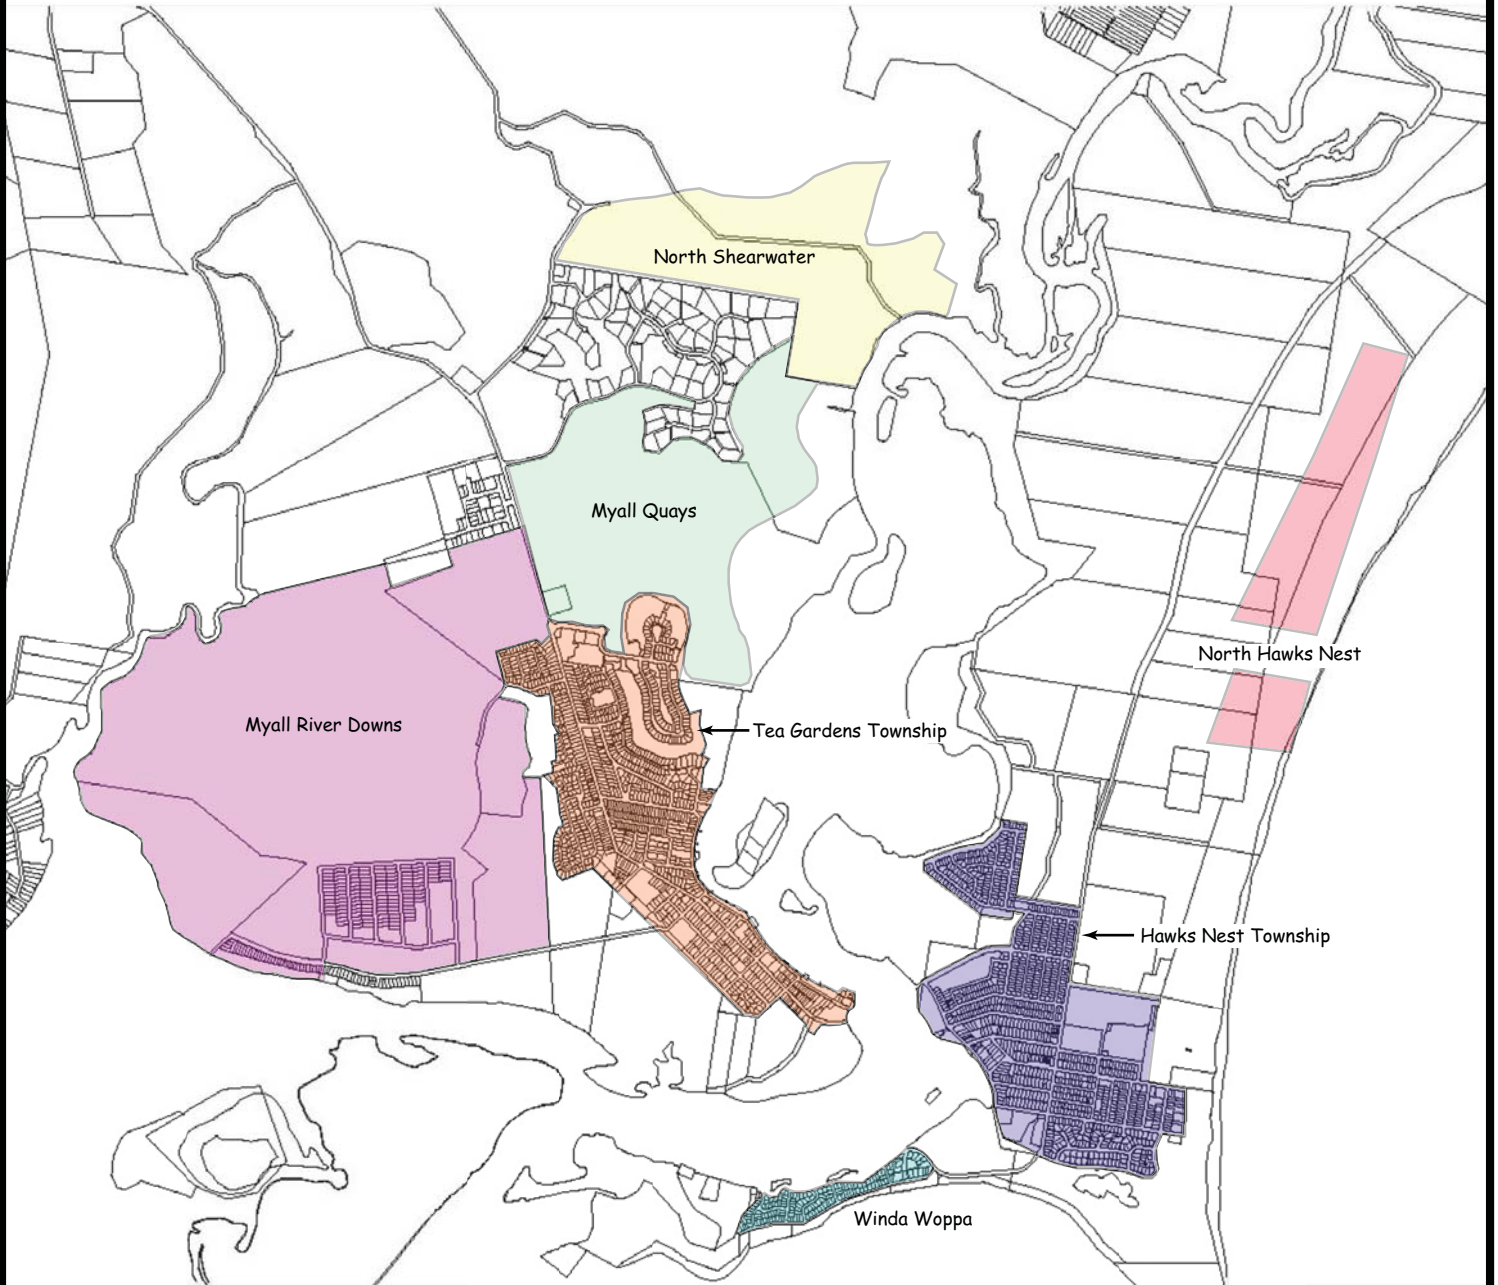 North Shearwater
Myall Quays
North Hawks Nest
Myall River Downs
Tea Gardens Township
Hawks Nest Township
Winda Woppa